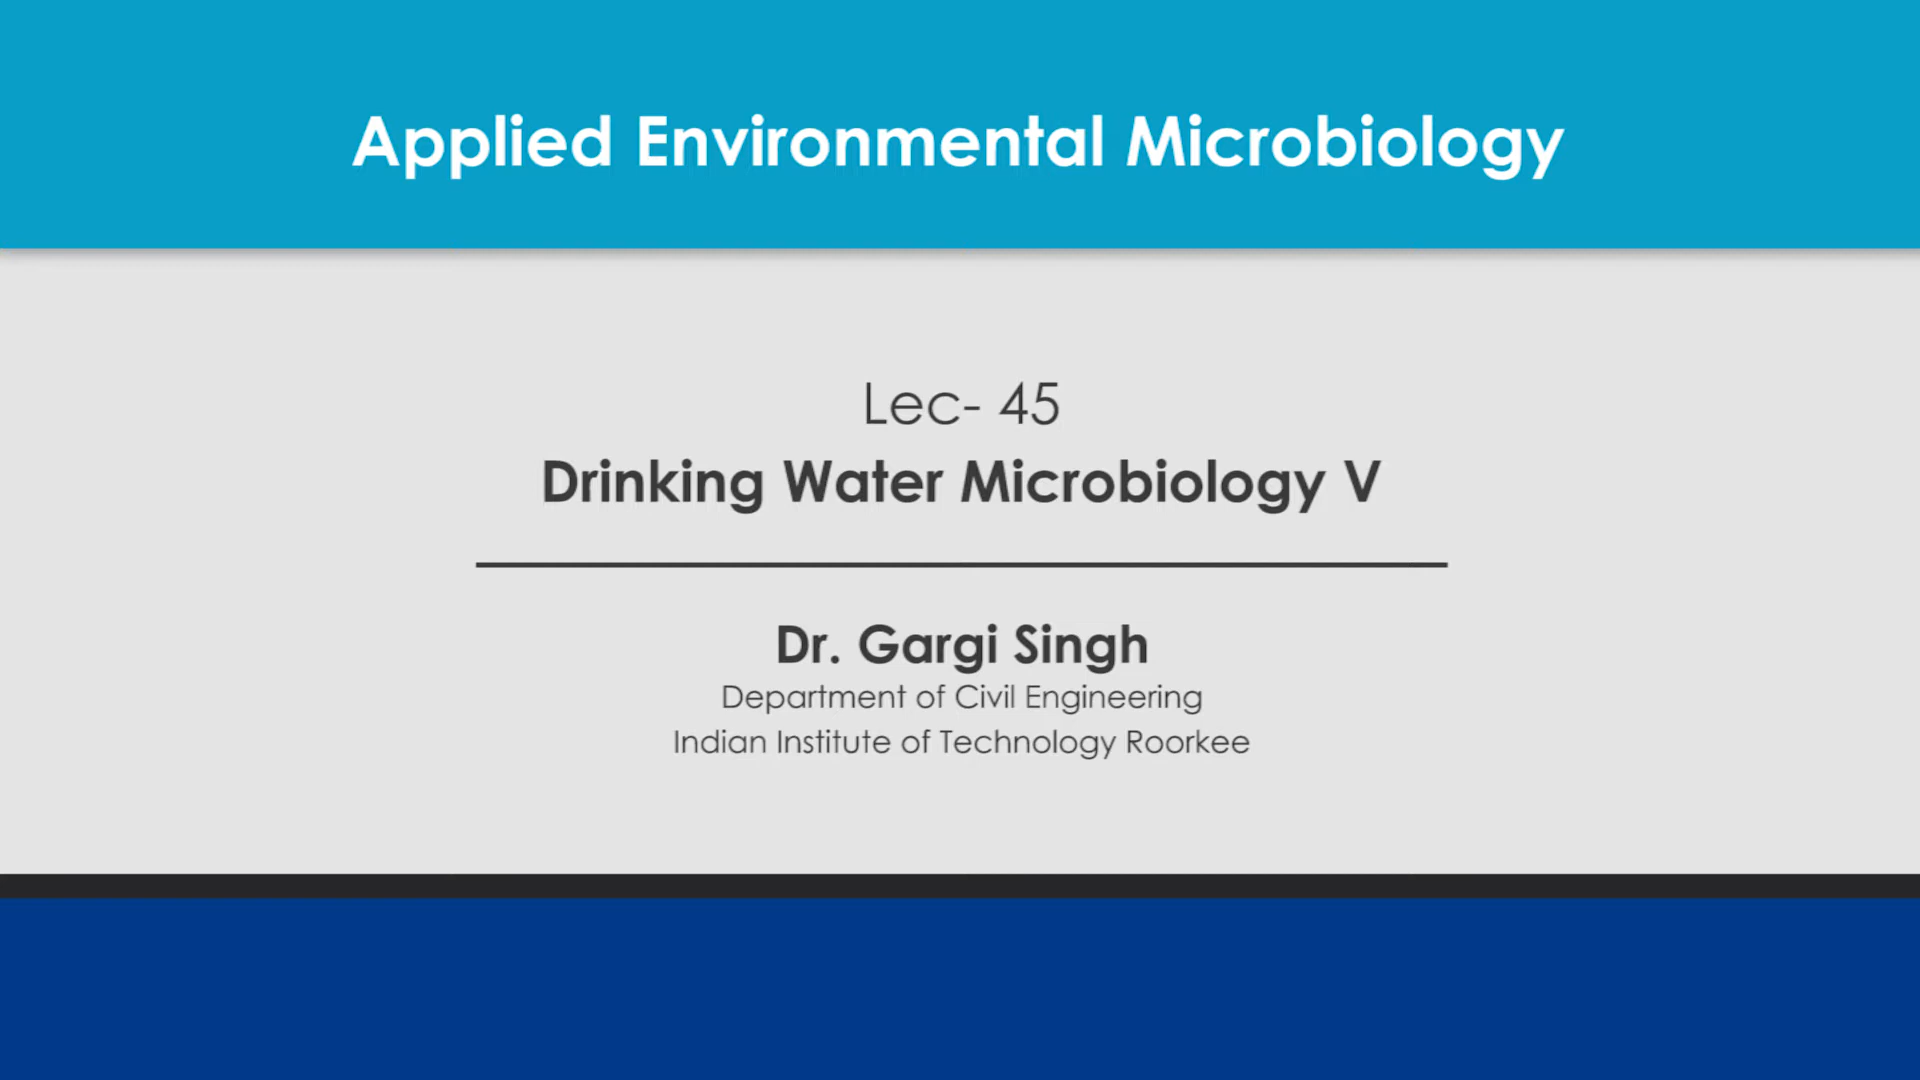 Applied Environmental Microbiology
Lec- 45
Drinking Water Microbiology V
Dr. Gargi Singh
Department of Civil Engineering
Indian Institute of Technology Roorkee